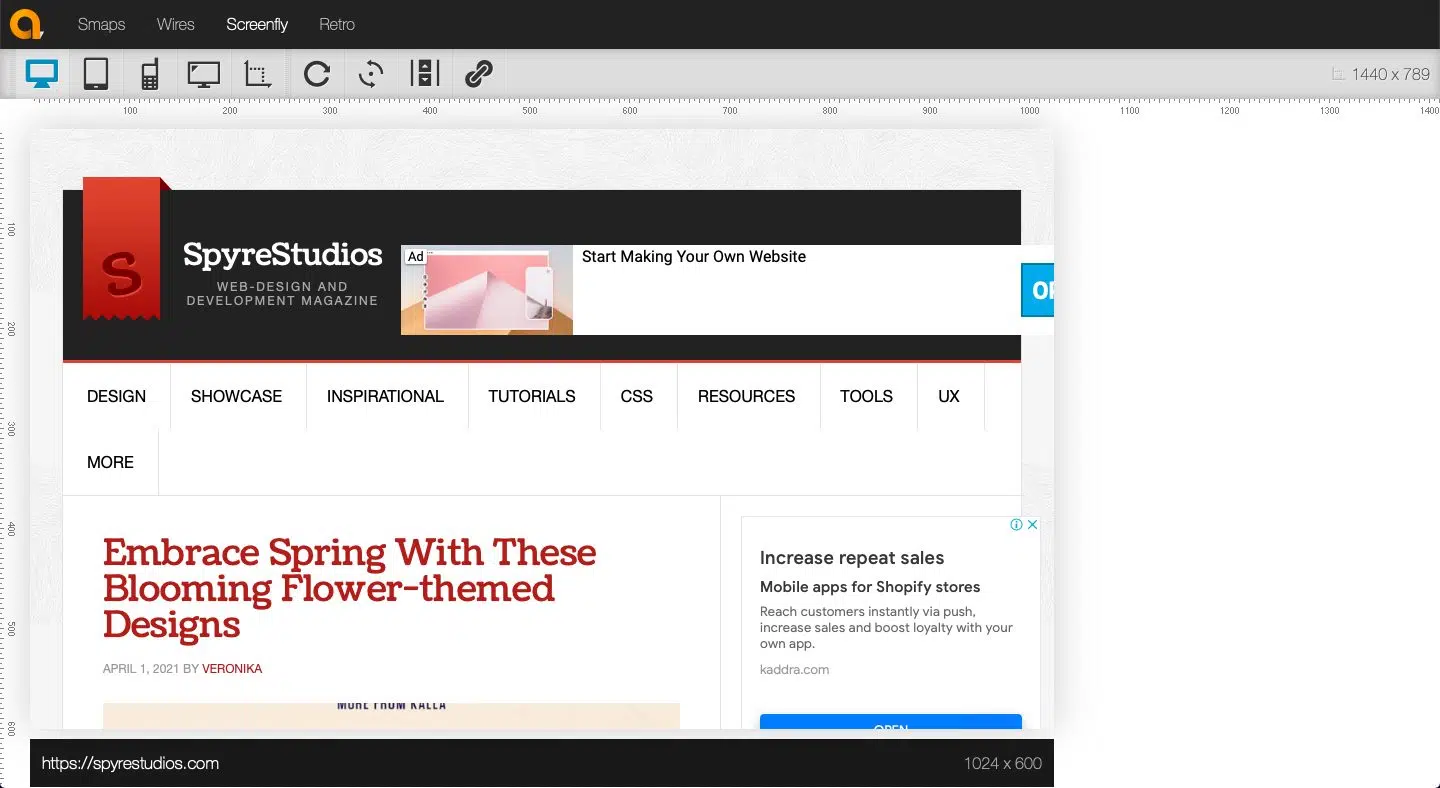 Smaps Wires Screenfly Retro
1440 x 789
100 200 300 400 500 600 700 800 900 1000 1100 1200 1300 1400
100
200
300
400
500
600
S
SpyreStudios
WEB-DESIGN AND
DEVELOPMENT MAGAZINE
Ad
Start Making Your Own Website
DESIGN SHOWCASE INSPIRATIONAL TUTORIALS CSS RESOURCES TOOLS UX
MORE
Embrace Spring With These
Blooming Flower-themed
Designs
APRIL 1, 2021 BY VERONIKA
MORE FROM KALLA
Increase repeat sales
Mobile apps for Shopify stores
Reach customers instantly via push,
increase sales and boost loyalty with your
own app.
kaddra.com
OPEN
https://spyrestudios.com
1024 x 600